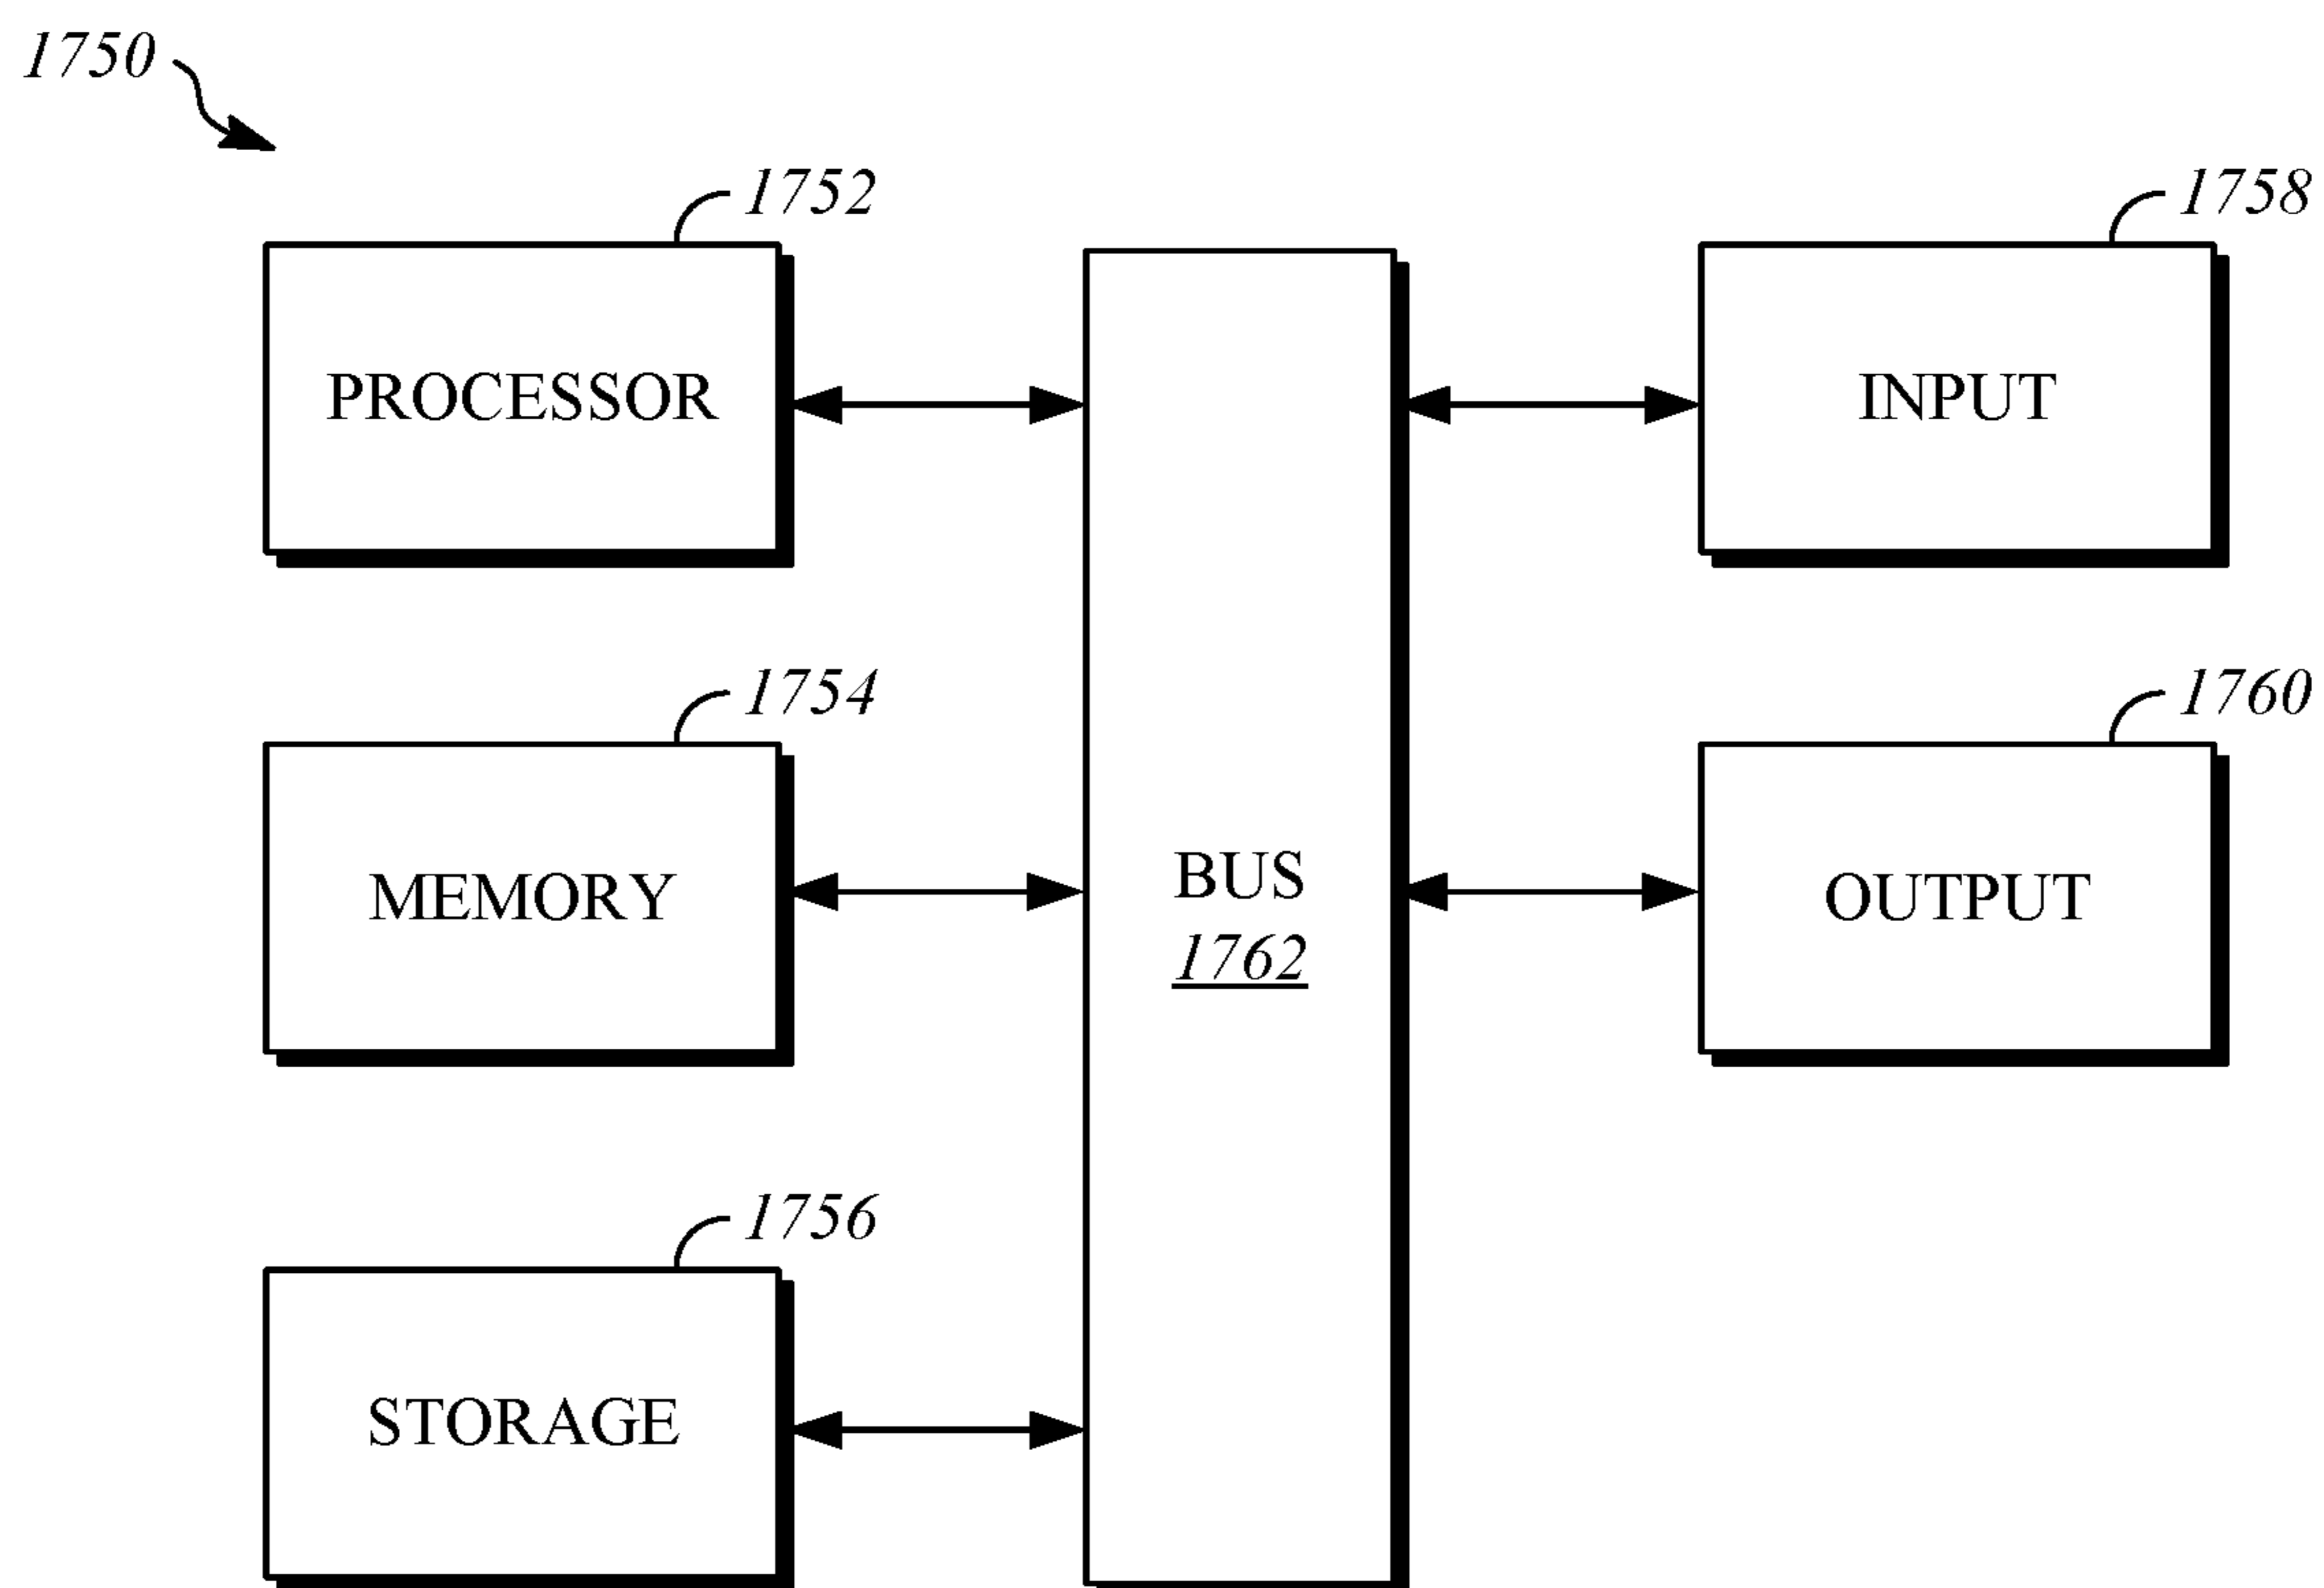 1750
1752
1758
PROCESSOR
INPUT
1754
1760
MEMORY
BUS
1762
OUTPUT
1756
STORAGE